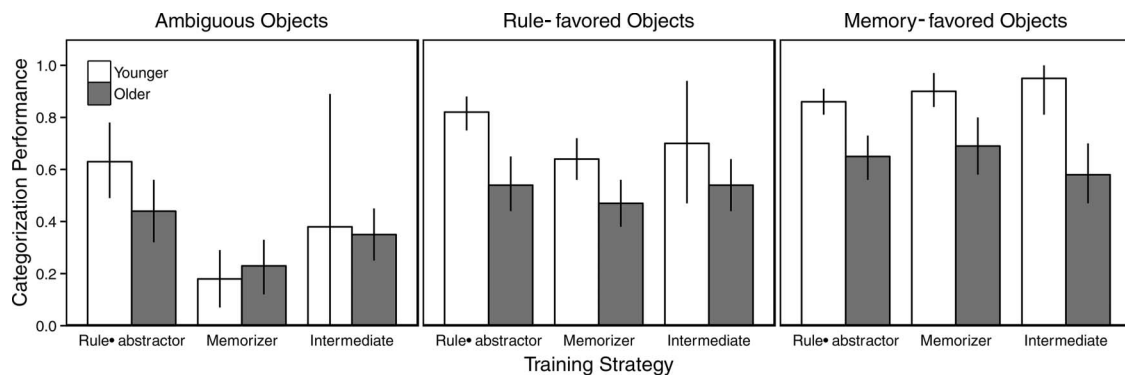 Ambiguous Objects
Rule-favored Objects
Memory-favored Objects
Categorization Performance
1.0
0.8
0.6
0.4
0.2
0.0
Younger
Older
Rule• abstractor Memorizer Intermediate
Rule• abstractor Memorizer Intermediate
Rule• abstractor Memorizer Intermediate
Training Strategy